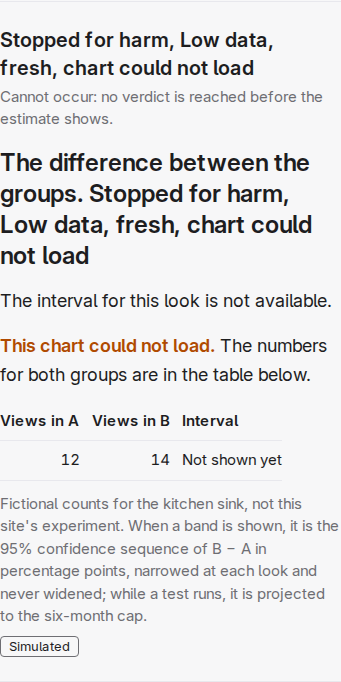 Stopped for harm, Low data,
fresh, chart could not load
Cannot occur: no verdict is reached before the
estimate shows.
The difference between the
groups. Stopped for harm,
Low data, fresh, chart could
not load
The interval for this look is not available.
This chart could not load. The numbers
for both groups are in the table below.
Views in A Views in B Interval
12 14 Not shown yet
Fictional counts for the kitchen sink, not this
site's experiment. When a band is shown, it is the
95% confidence sequence of B − A in
percentage points, narrowed at each look and
never widened; while a test runs, it is projected
to the six-month cap.
Simulated